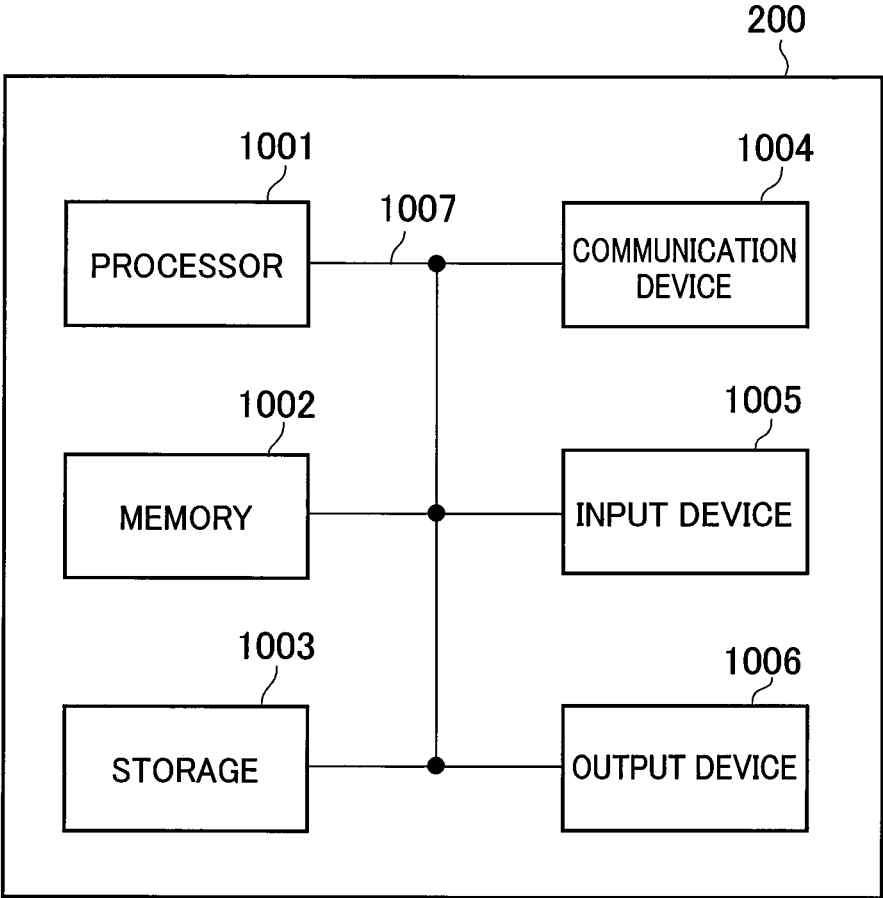 200
1001
1004
1007
PROCESSOR
COMMUNICATION
DEVICE
1002
1005
MEMORY
INPUT DEVICE
1003
1006
STORAGE
OUTPUT DEVICE